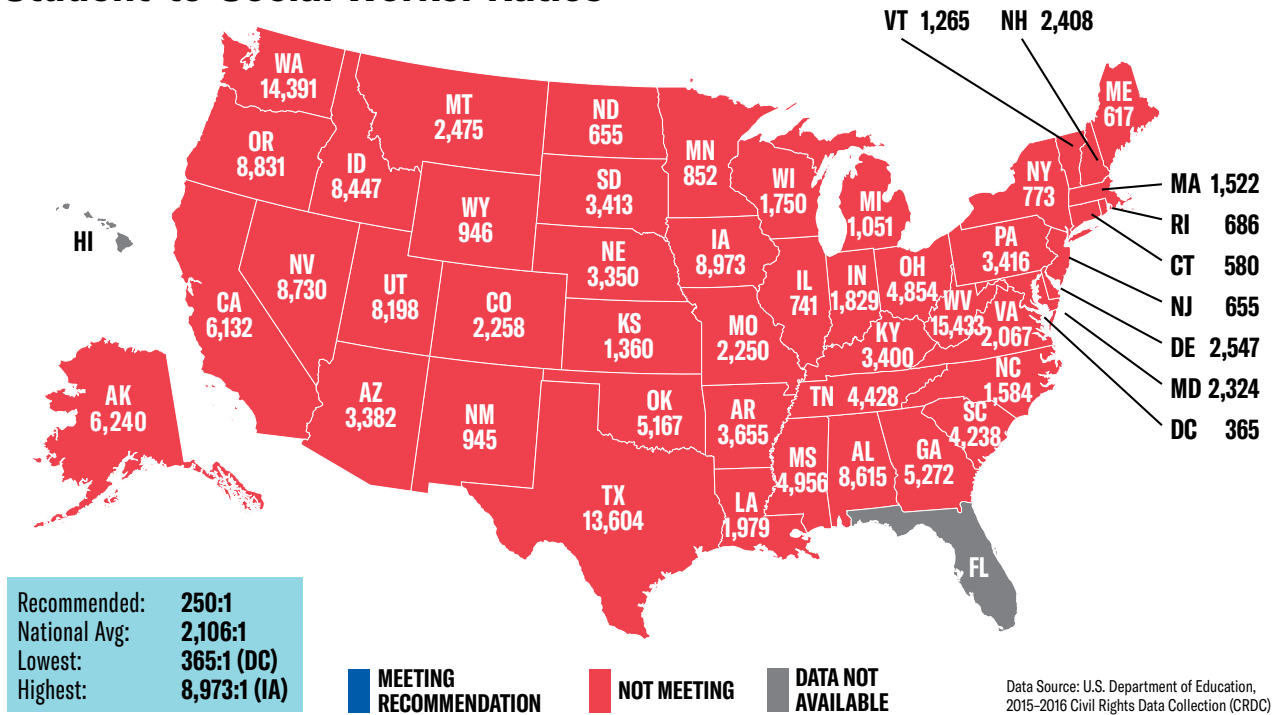 Student-to-Social Worker Ratios
VT 1,265
NH 2,408
WA
14,391
MT
2,475
ND
655
ME
617
OR
8,831
ID
8,447
MN
852
SD
3,413
WI
1,750
MI
1,051
NY
773
MA 1,522
WY
946
RI 686
HI
IA
8,973
PA
3,416
NE
3,350
CT 580
NV
8,730
UT
8,198
IL
741
IN
1,829
OH
4,854
NJ 655
CA
6,132
CO
2,258
WV
15,433
VA
2,067
KS
1,360
MO
2,250
KY
3,400
DE 2,547
MD 2,324
AK
6,240
AZ
3,382
NM
945
OK
5,167
AR
3,655
TN 4,428
NC
1,584
SC
4,238
DC 365
MS
4,956
AL
8,615
GA
5,272
TX
13,604
LA
1,979
FL
Recommended: 250:1
National Avg: 2,106:1
Lowest: 365:1 (DC)
Highest: 8,973:1 (IA)
MEETING
RECOMMENDATION
NOT MEETING
DATA NOT
AVAILABLE
Data Source: U.S. Department of Education,
2015–2016 Civil Rights Data Collection (CRDC)